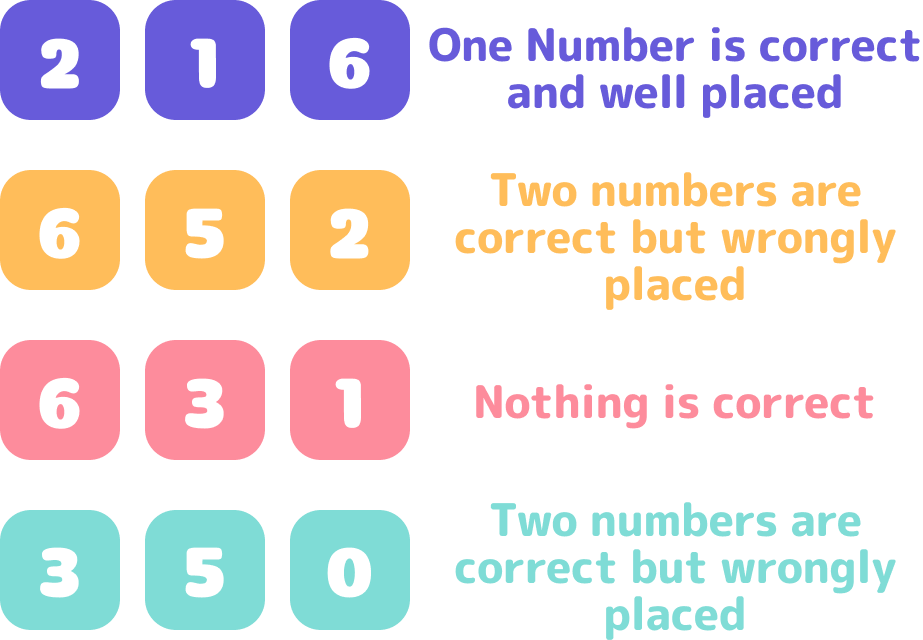 2 1 6 One Number is correct
and well placed
6 5 2 Two numbers are
correct but wrongly
placed
6 3 1 Nothing is correct
3 5 0 Two numbers are
correct but wrongly
placed